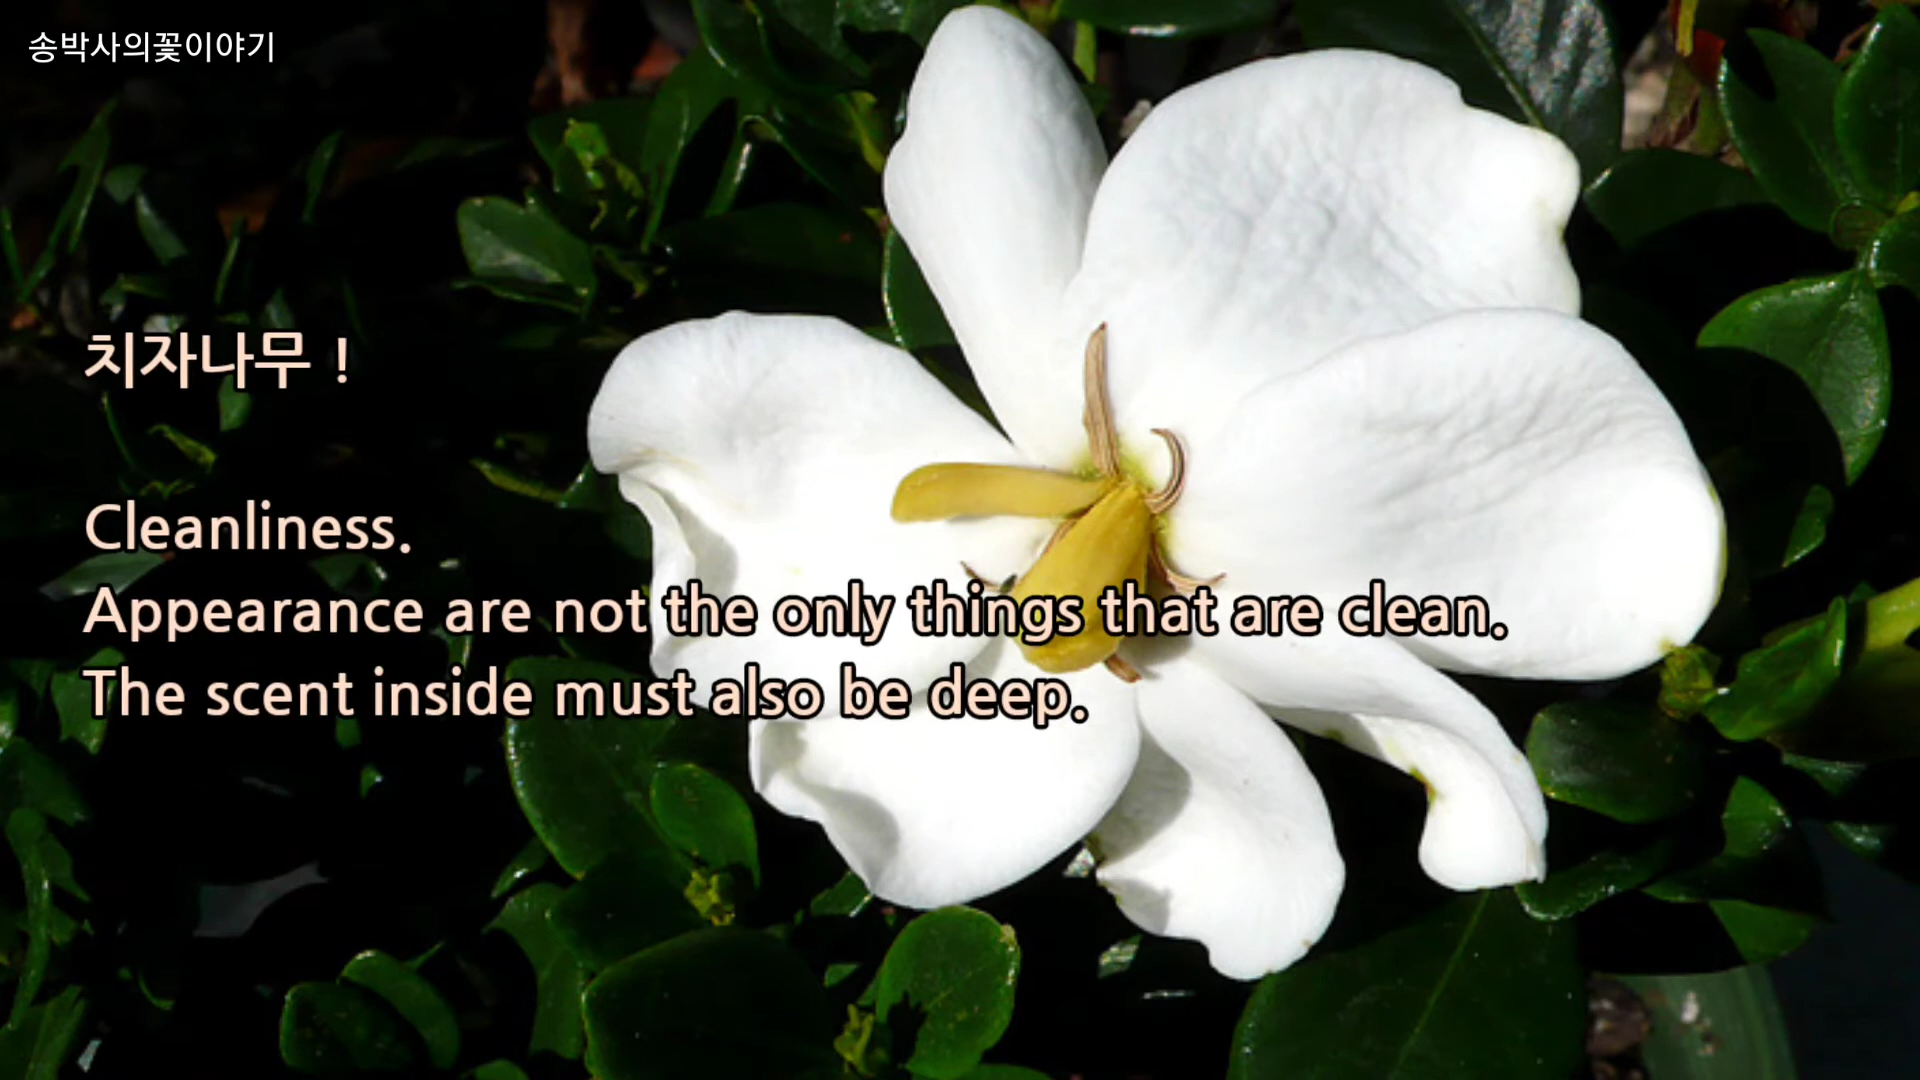 송박사의꽃이야기
치자나무 !
Cleanliness.
Appearance are not the only things that are clean.
The scent inside must also be deep.